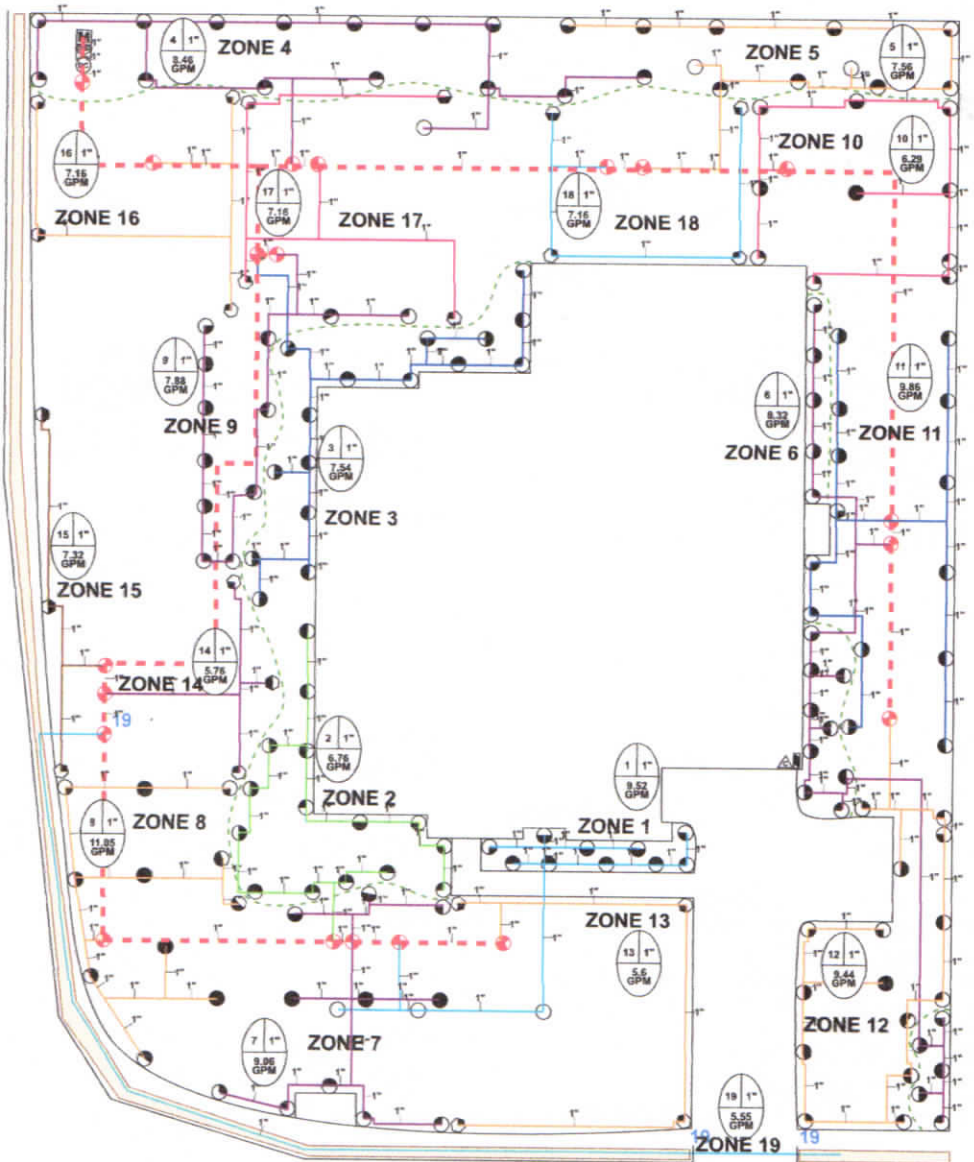 4 1"
8.46
GPM
ZONE 4
ZONE 5
5 1"
7.56
GPM
16 1"
7.16
GPM
ZONE 16
17 1"
7.16
GPM
ZONE 17
18 1"
7.16
GPM
ZONE 18
ZONE 10
10 1"
6.29
GPM
9 1"
7.88
GPM
ZONE 9
3 1"
7.54
GPM
ZONE 3
6 1"
8.32
GPM
ZONE 6
11 1"
9.86
GPM
ZONE 11
15 1"
7.32
GPM
ZONE 15
14 1"
5.76
GPM
ZONE 14
19
2 1"
6.76
GPM
ZONE 2
1 1"
9.52
GPM
ZONE 1
8 1"
11.05
GPM
ZONE 8
ZONE 13
13 1"
5.6
GPM
12 1"
9.44
GPM
ZONE 12
7 1"
9.06
GPM
ZONE 7
19 1"
5.55
GPM
19
ZONE 19
19